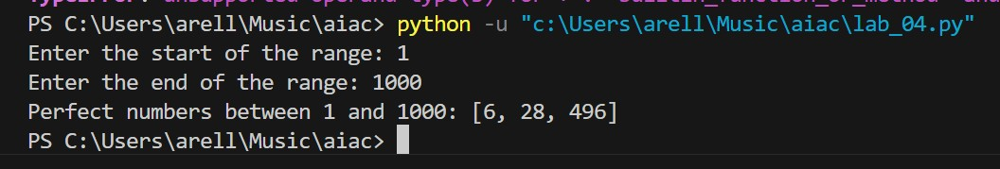 PS C:\Users\arell\Music\aiac> python -u "c:\Users\arell\Music\aiac\lab_04.py"
Enter the start of the range: 1
Enter the end of the range: 1000
Perfect numbers between 1 and 1000: [6, 28, 496]
PS C:\Users\arell\Music\aiac>